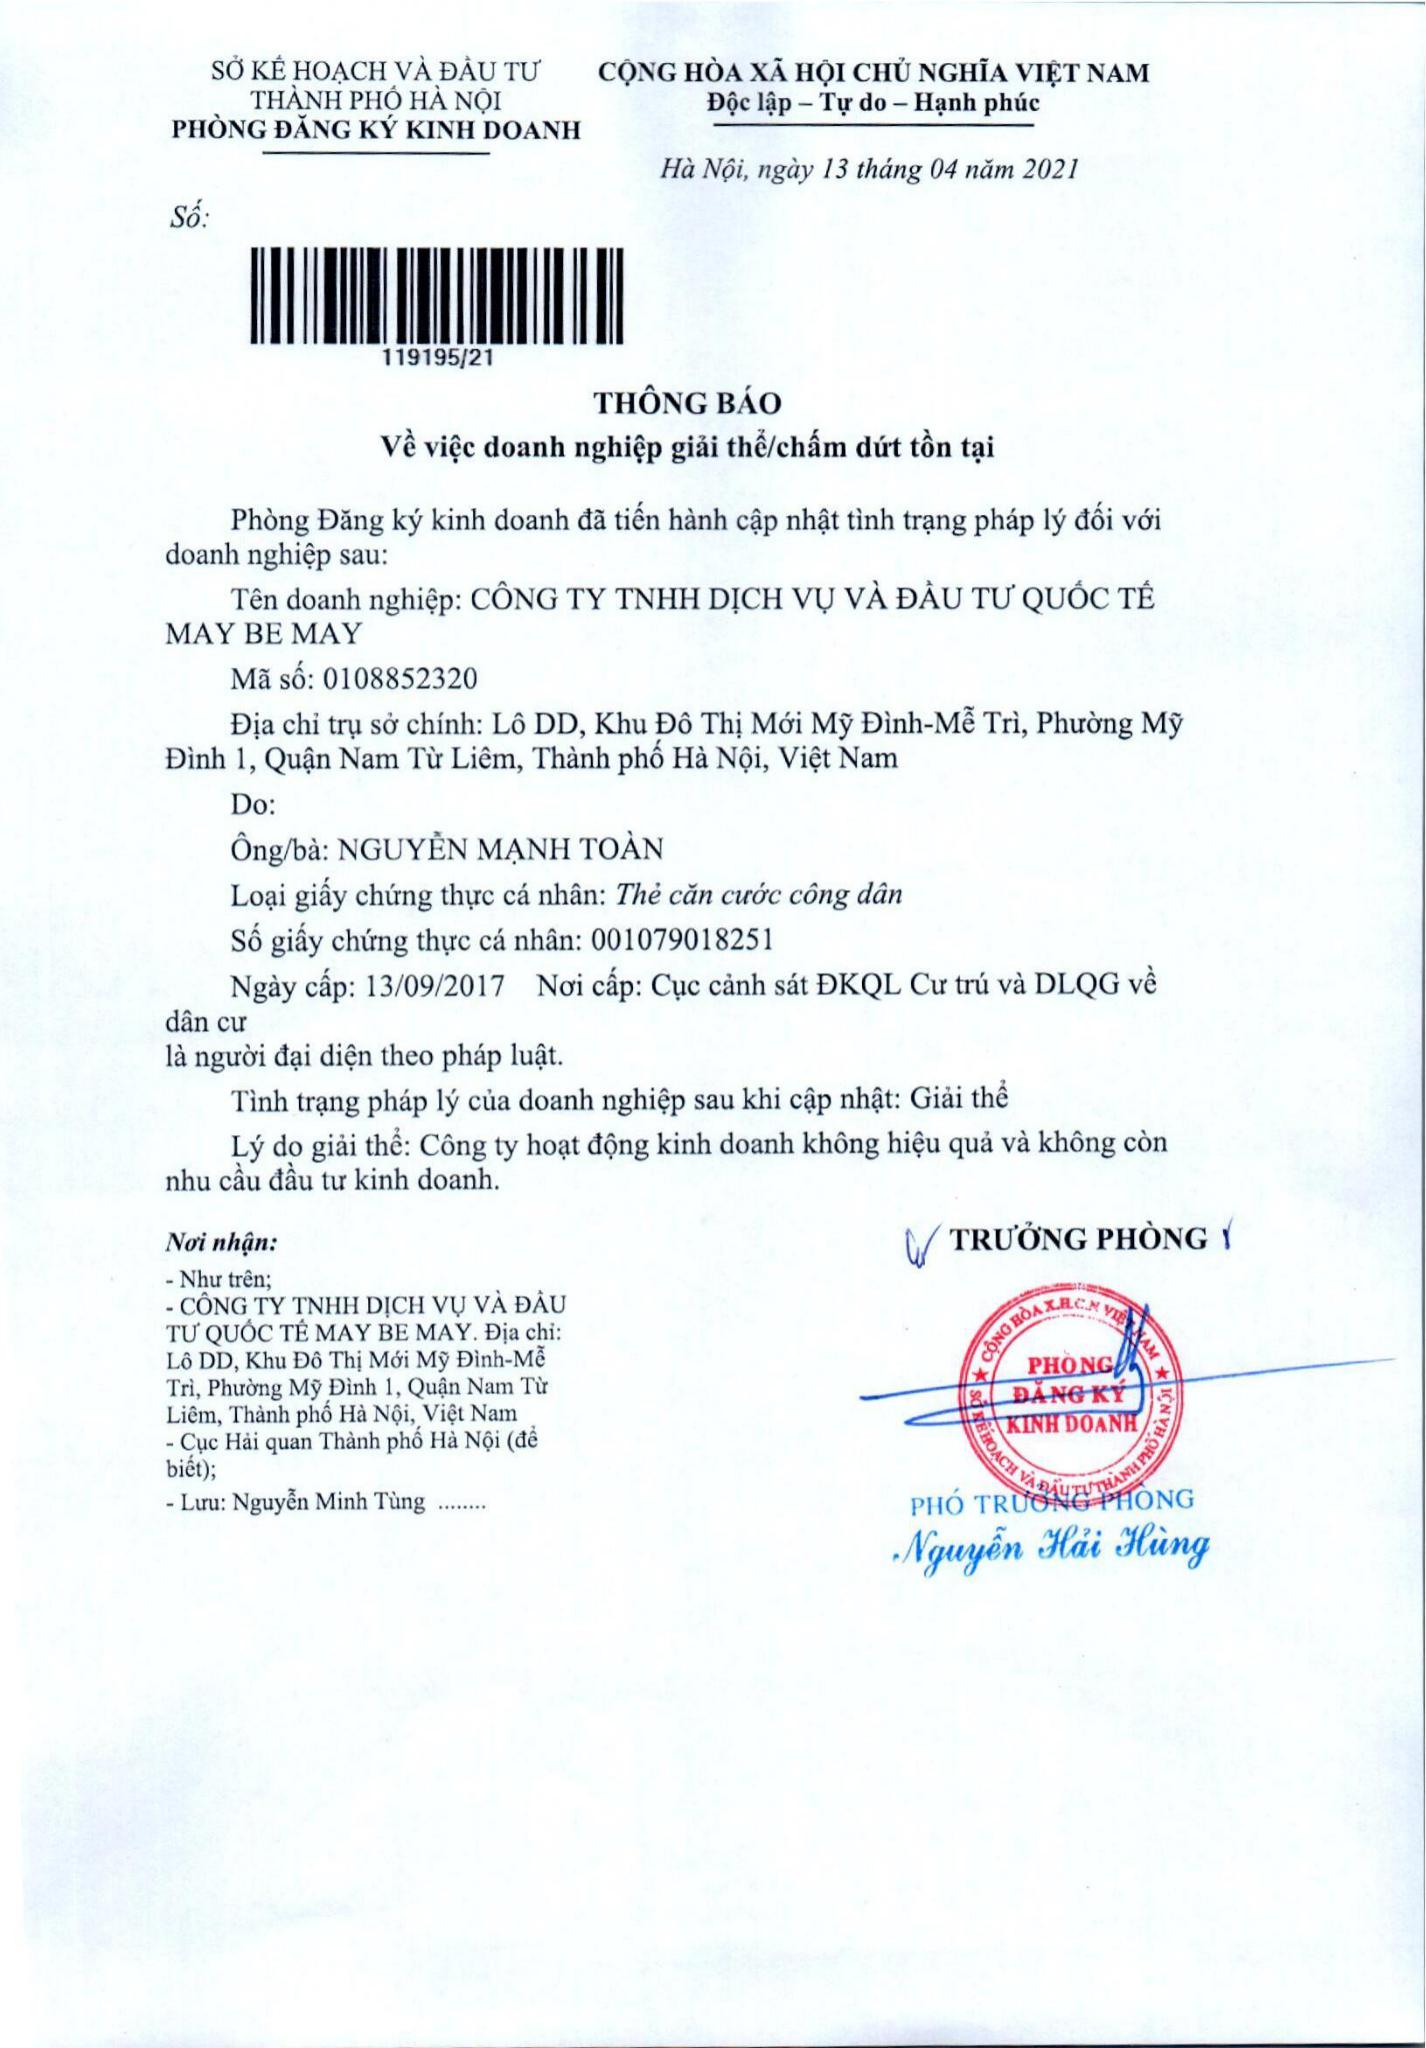 SỞ KẾ HOẠCH VÀ ĐẦU TƯ
THÀNH PHỐ HÀ NỘI
PHÒNG ĐĂNG KÝ KINH DOANH
CỘNG HÒA XÃ HỘI CHỦ NGHĨA VIỆT NAM
Độc lập – Tự do – Hạnh phúc
Hà Nội, ngày 13 tháng 04 năm 2021
Số:
119195/21
THÔNG BÁO
Về việc doanh nghiệp giải thể/chấm dứt tồn tại
Phòng Đăng ký kinh doanh đã tiến hành cập nhật tình trạng pháp lý đối với
doanh nghiệp sau:
Tên doanh nghiệp: CÔNG TY TNHH DỊCH VỤ VÀ ĐẦU TƯ QUỐC TẾ
MAY BE MAY
Mã số: 0108852320
Địa chỉ trụ sở chính: Lô DD, Khu Đô Thị Mới Mỹ Đình-Mễ Trì, Phường Mỹ
Đình 1, Quận Nam Từ Liêm, Thành phố Hà Nội, Việt Nam
Do:
Ông/bà: NGUYỄN MẠNH TOÀN
Loại giấy chứng thực cá nhân: Thẻ căn cước công dân
Số giấy chứng thực cá nhân: 001079018251
Ngày cấp: 13/09/2017 Nơi cấp: Cục cảnh sát ĐKQL Cư trú và DLQG về
dân cư
là người đại diện theo pháp luật.
Tình trạng pháp lý của doanh nghiệp sau khi cập nhật: Giải thể
Lý do giải thể: Công ty hoạt động kinh doanh không hiệu quả và không còn
nhu cầu đầu tư kinh doanh.
Nơi nhận:
- Như trên;
- CÔNG TY TNHH DỊCH VỤ VÀ ĐẦU
TƯ QUỐC TẾ MAY BE MAY. Địa chỉ:
Lô DD, Khu Đô Thị Mới Mỹ Đình-Mễ
Trì, Phường Mỹ Đình 1, Quận Nam Từ
Liêm, Thành phố Hà Nội, Việt Nam
- Cục Hải quan Thành phố Hà Nội (để
biết);
- Lưu: Nguyễn Minh Tùng ........
TRƯỞNG PHÒNG
CỘNG HÒA X.H.C.N VIỆT NAM
PHÒNG
ĐĂNG KÝ
KINH DOANH
SỞ KẾ HOẠCH VÀ ĐẦU TƯ THÀNH PHỐ HÀ NỘI
PHÓ TRƯỞNG PHÒNG
Nguyễn Hải Hùng